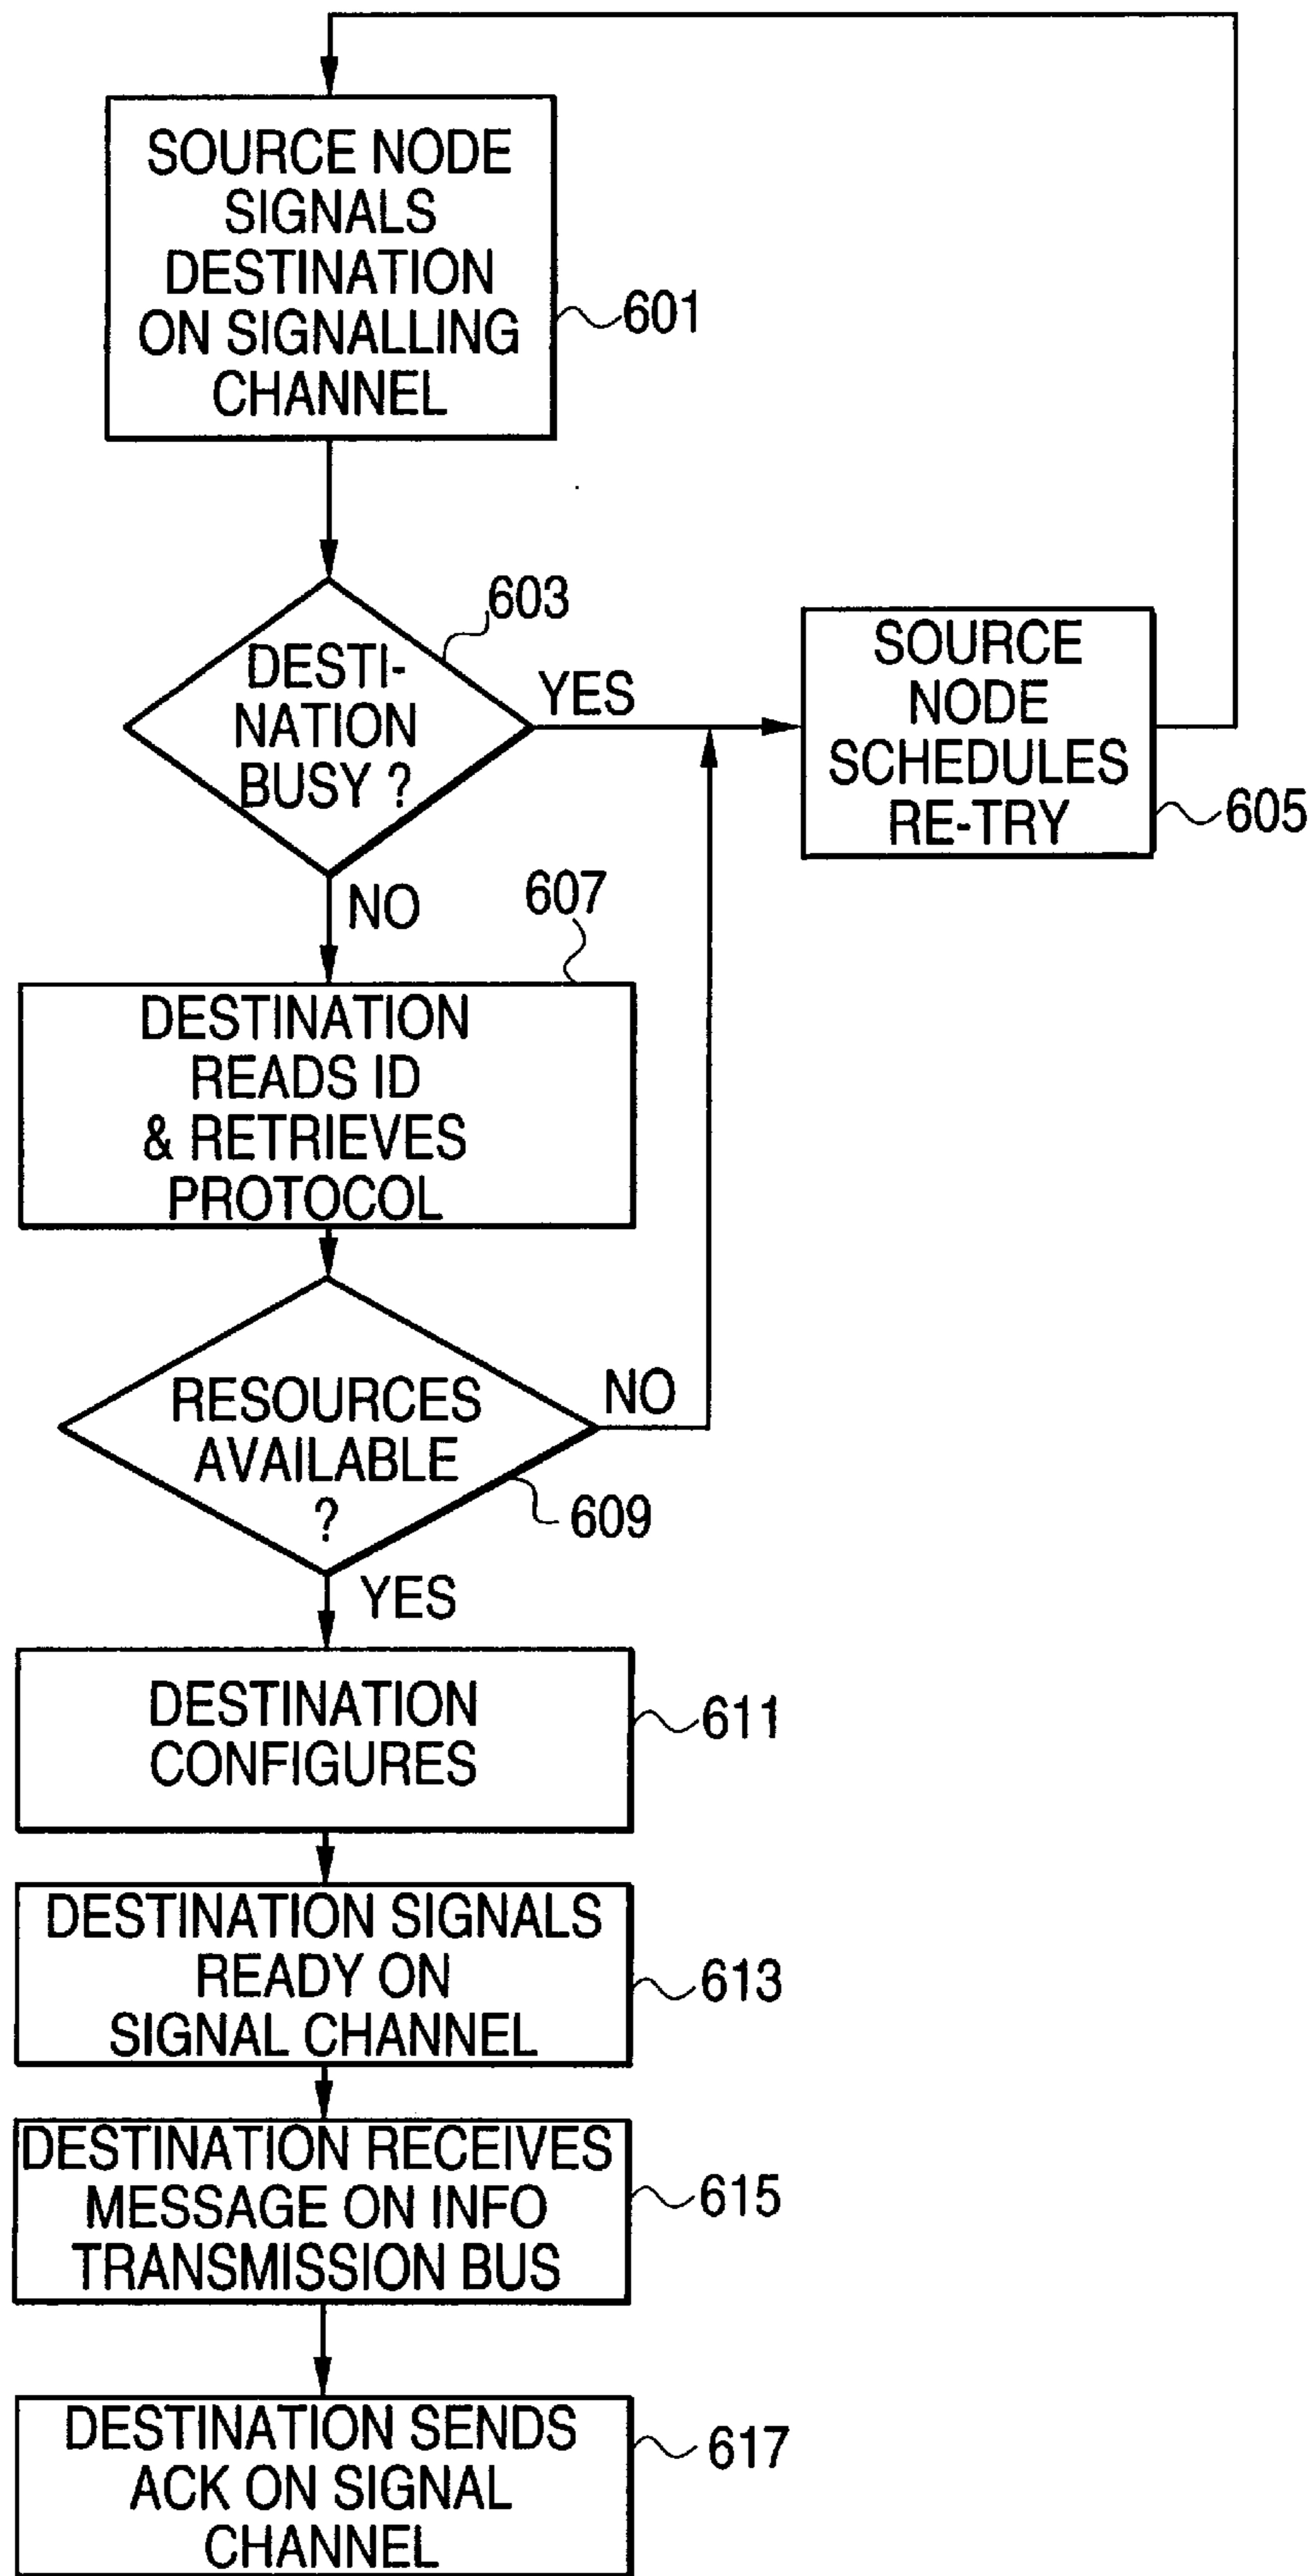 SOURCE NODE
SIGNALS
DESTINATION
ON SIGNALLING
CHANNEL
601
603
DESTI-
NATION
BUSY ?
YES
SOURCE
NODE
SCHEDULES
RE-TRY
605
NO
607
DESTINATION
READS ID
& RETRIEVES
PROTOCOL
RESOURCES
AVAILABLE
?
NO
609
YES
DESTINATION
CONFIGURES
611
DESTINATION SIGNALS
READY ON
SIGNAL CHANNEL
613
DESTINATION RECEIVES
MESSAGE ON INFO
TRANSMISSION BUS
615
DESTINATION SENDS
ACK ON SIGNAL
CHANNEL
617